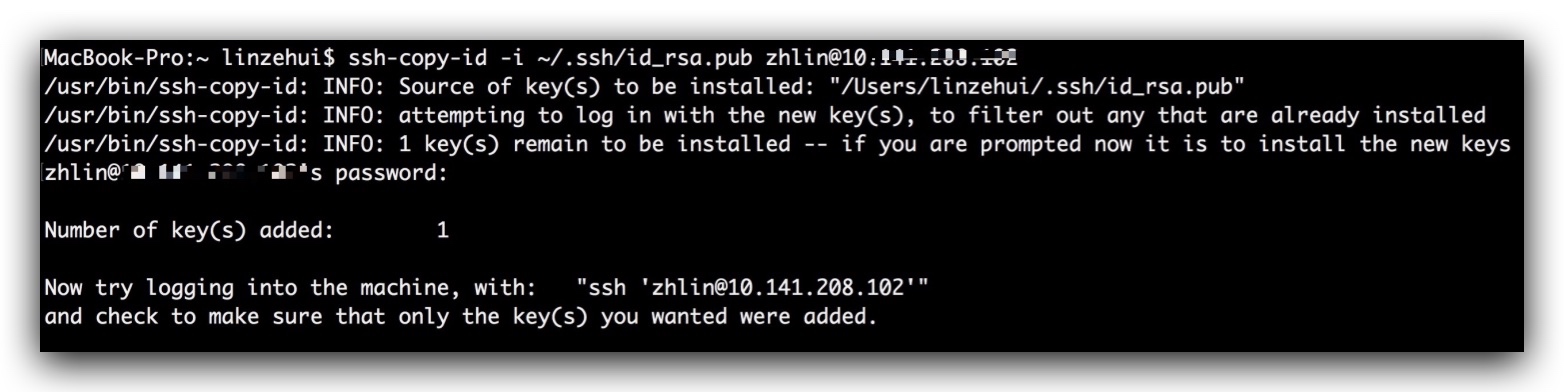 MacBook-Pro:~ linzehui$ ssh-copy-id -i ~/.ssh/id_rsa.pub zhlin@10.
/usr/bin/ssh-copy-id: INFO: Source of key(s) to be installed: "/Users/linzehui/.ssh/id_rsa.pub"
/usr/bin/ssh-copy-id: INFO: attempting to log in with the new key(s), to filter out any that are already installed
/usr/bin/ssh-copy-id: INFO: 1 key(s) remain to be installed -- if you are prompted now it is to install the new keys
zhlin@ 's password:
Number of key(s) added: 1
Now try logging into the machine, with: "ssh 'zhlin@10.141.208.102'"
and check to make sure that only the key(s) you wanted were added.